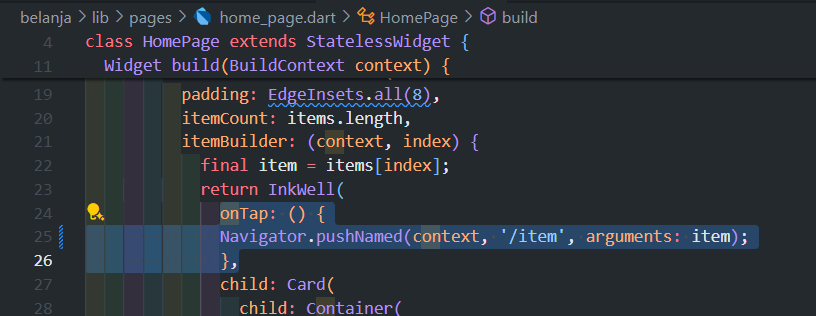 belanja > lib > pages > home_page.dart > HomePage > build
4 class HomePage extends StatelessWidget {
11 Widget build(BuildContext context) {
19 padding: EdgeInsets.all(8),
20 itemCount: items.length,
21 itemBuilder: (context, index) {
22 final item = items[index];
23 return InkWell(
24 onTap: () {
25 Navigator.pushNamed(context, '/item', arguments: item);
26 },
27 child: Card(
28 child: Container(